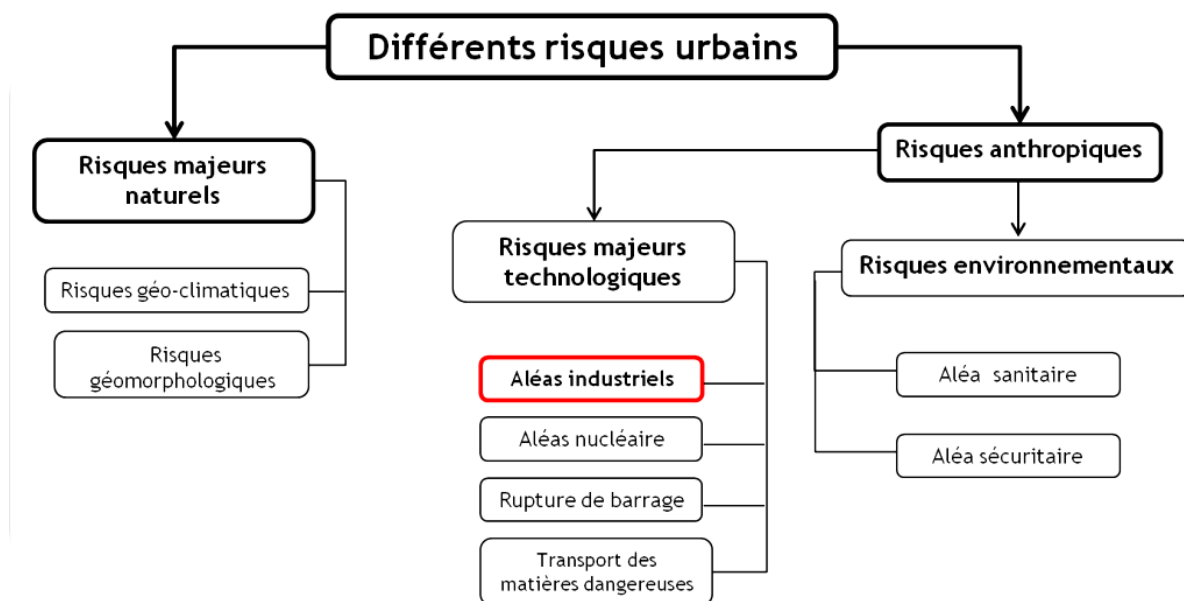 Différents risques urbains
Risques majeurs
naturels
Risques géo-climatiques
Risques
géomorphologiques
Risques anthropiques
Risques majeurs
technologiques
Aléas industriels
Aléas nucléaire
Rupture de barrage
Transport des
matières dangereuses
Risques environnementaux
Aléa sanitaire
Aléa sécuritaire